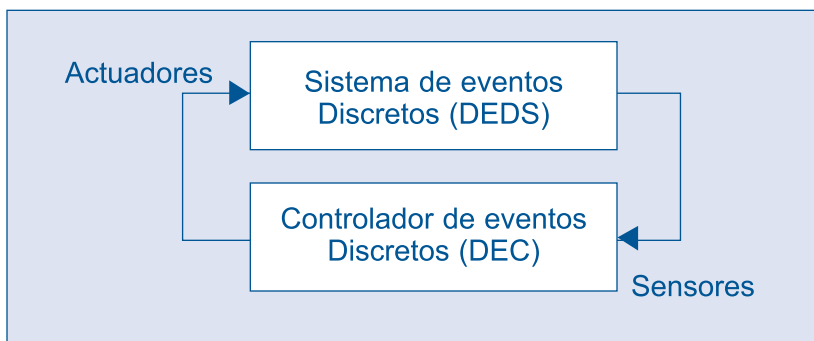 Actuadores
Sistema de eventos
Discretos (DEDS)
Controlador de eventos
Discretos (DEC)
Sensores